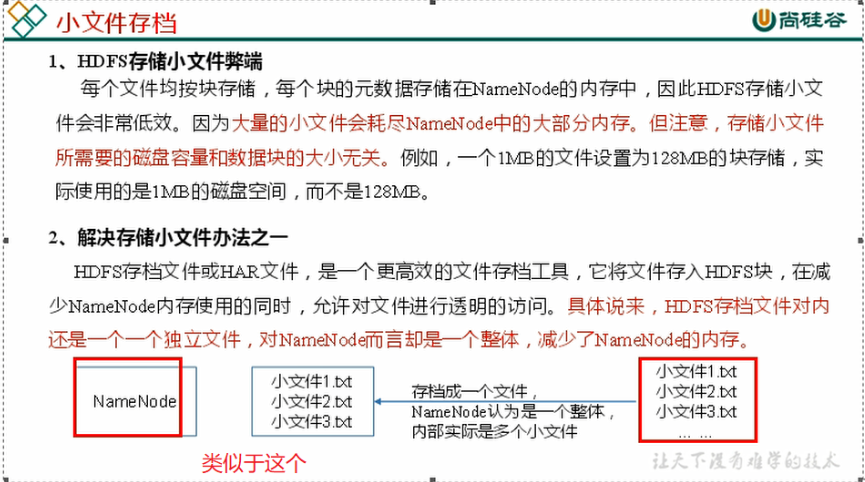 小文件存档
尚硅谷
1、HDFS存储小文件弊端
每个文件均按块存储，每个块的元数据存储在NameNode的内存中，因此HDFS存储小文
件会非常低效。因为大量的小文件会耗尽NameNode中的大部分内存。但注意，存储小文件
所需要的磁盘容量和数据块的大小无关。例如，一个1MB的文件设置为128MB的块存储，实
际使用的是1MB的磁盘空间，而不是128MB。
2、解决存储小文件办法之一
HDFS存档文件或HAR文件，是一个更高效的文件存档工具，它将文件存入HDFS块，在减
少NameNode内存使用的同时，允许对文件进行透明的访问。具体说来，HDFS存档文件对内
还是一个一个独立文件，对NameNode而言却是一个整体，减少了NameNode的内存。
NameNode
小文件1.txt
小文件2.txt
小文件3.txt
存档成一个文件，
NameNode认为是一个整体，
内部实际是多个小文件
小文件1.txt
小文件2.txt
小文件3.txt
... ...
类似于这个
让天下没有难学的技术